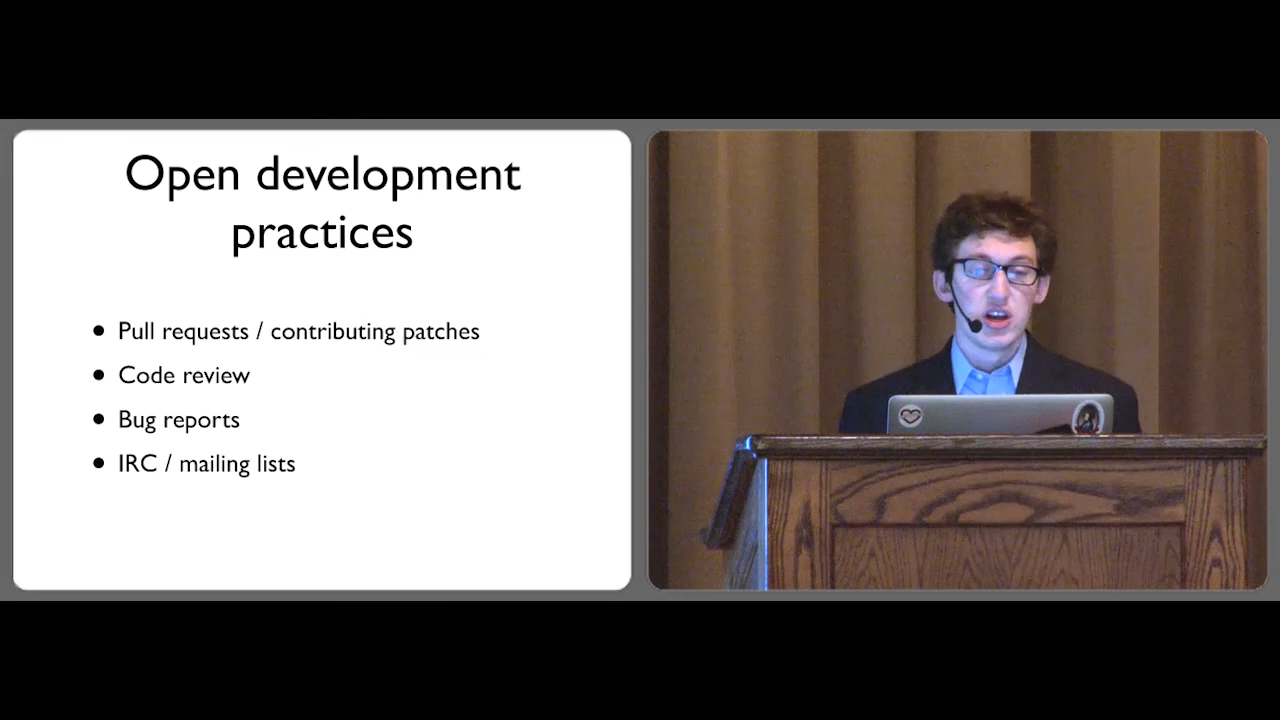 Open development
practices
• Pull requests / contributing patches
• Code review
• Bug reports
• IRC / mailing lists